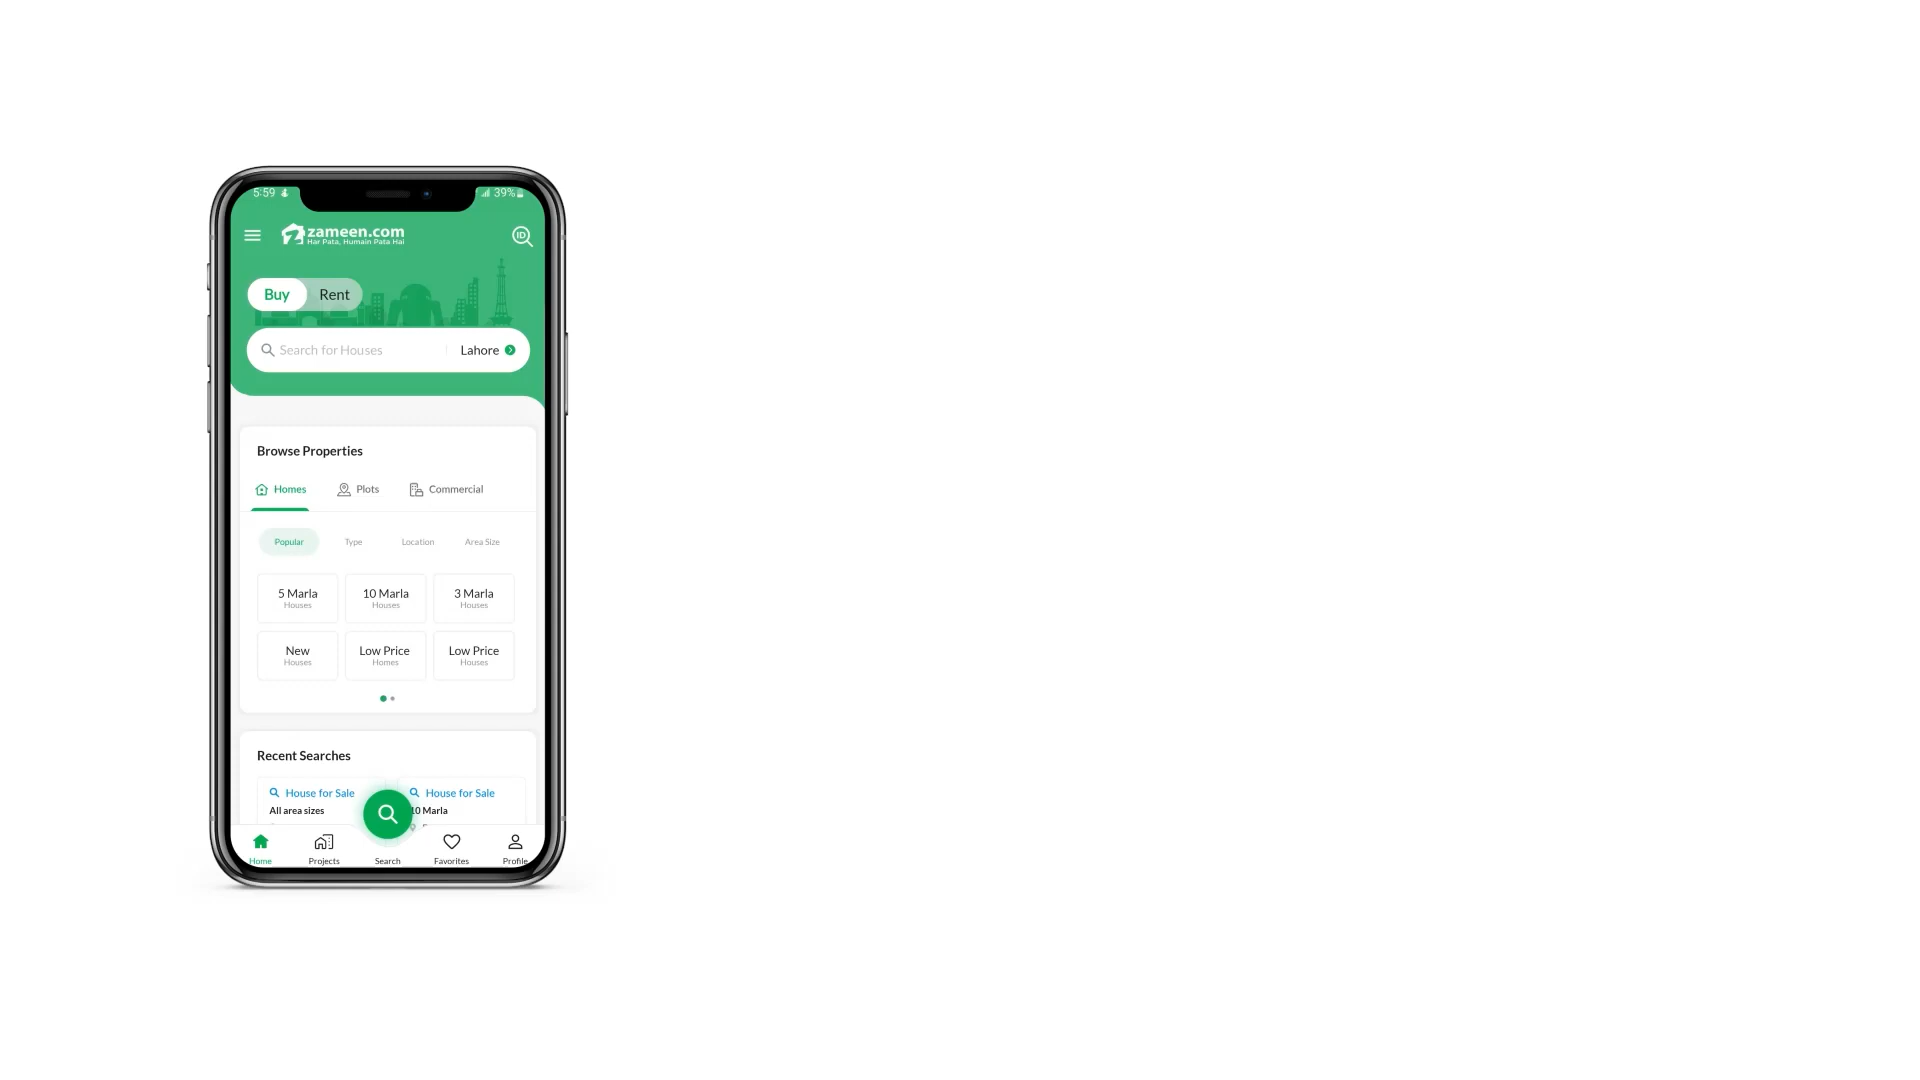 5:59
39%
zameen.com
Har Pata, Humain Pata Hai
ID
Buy Rent
Search for Houses Lahore
Browse Properties
Homes Plots Commercial
Popular Type Location Area Size
5 Marla 10 Marla 3 Marla
Houses Houses Houses
New Low Price Low Price
Houses Homes Houses
Recent Searches
House for Sale House for Sale
All area sizes 10 Marla
Home Projects Search Favorites Profile